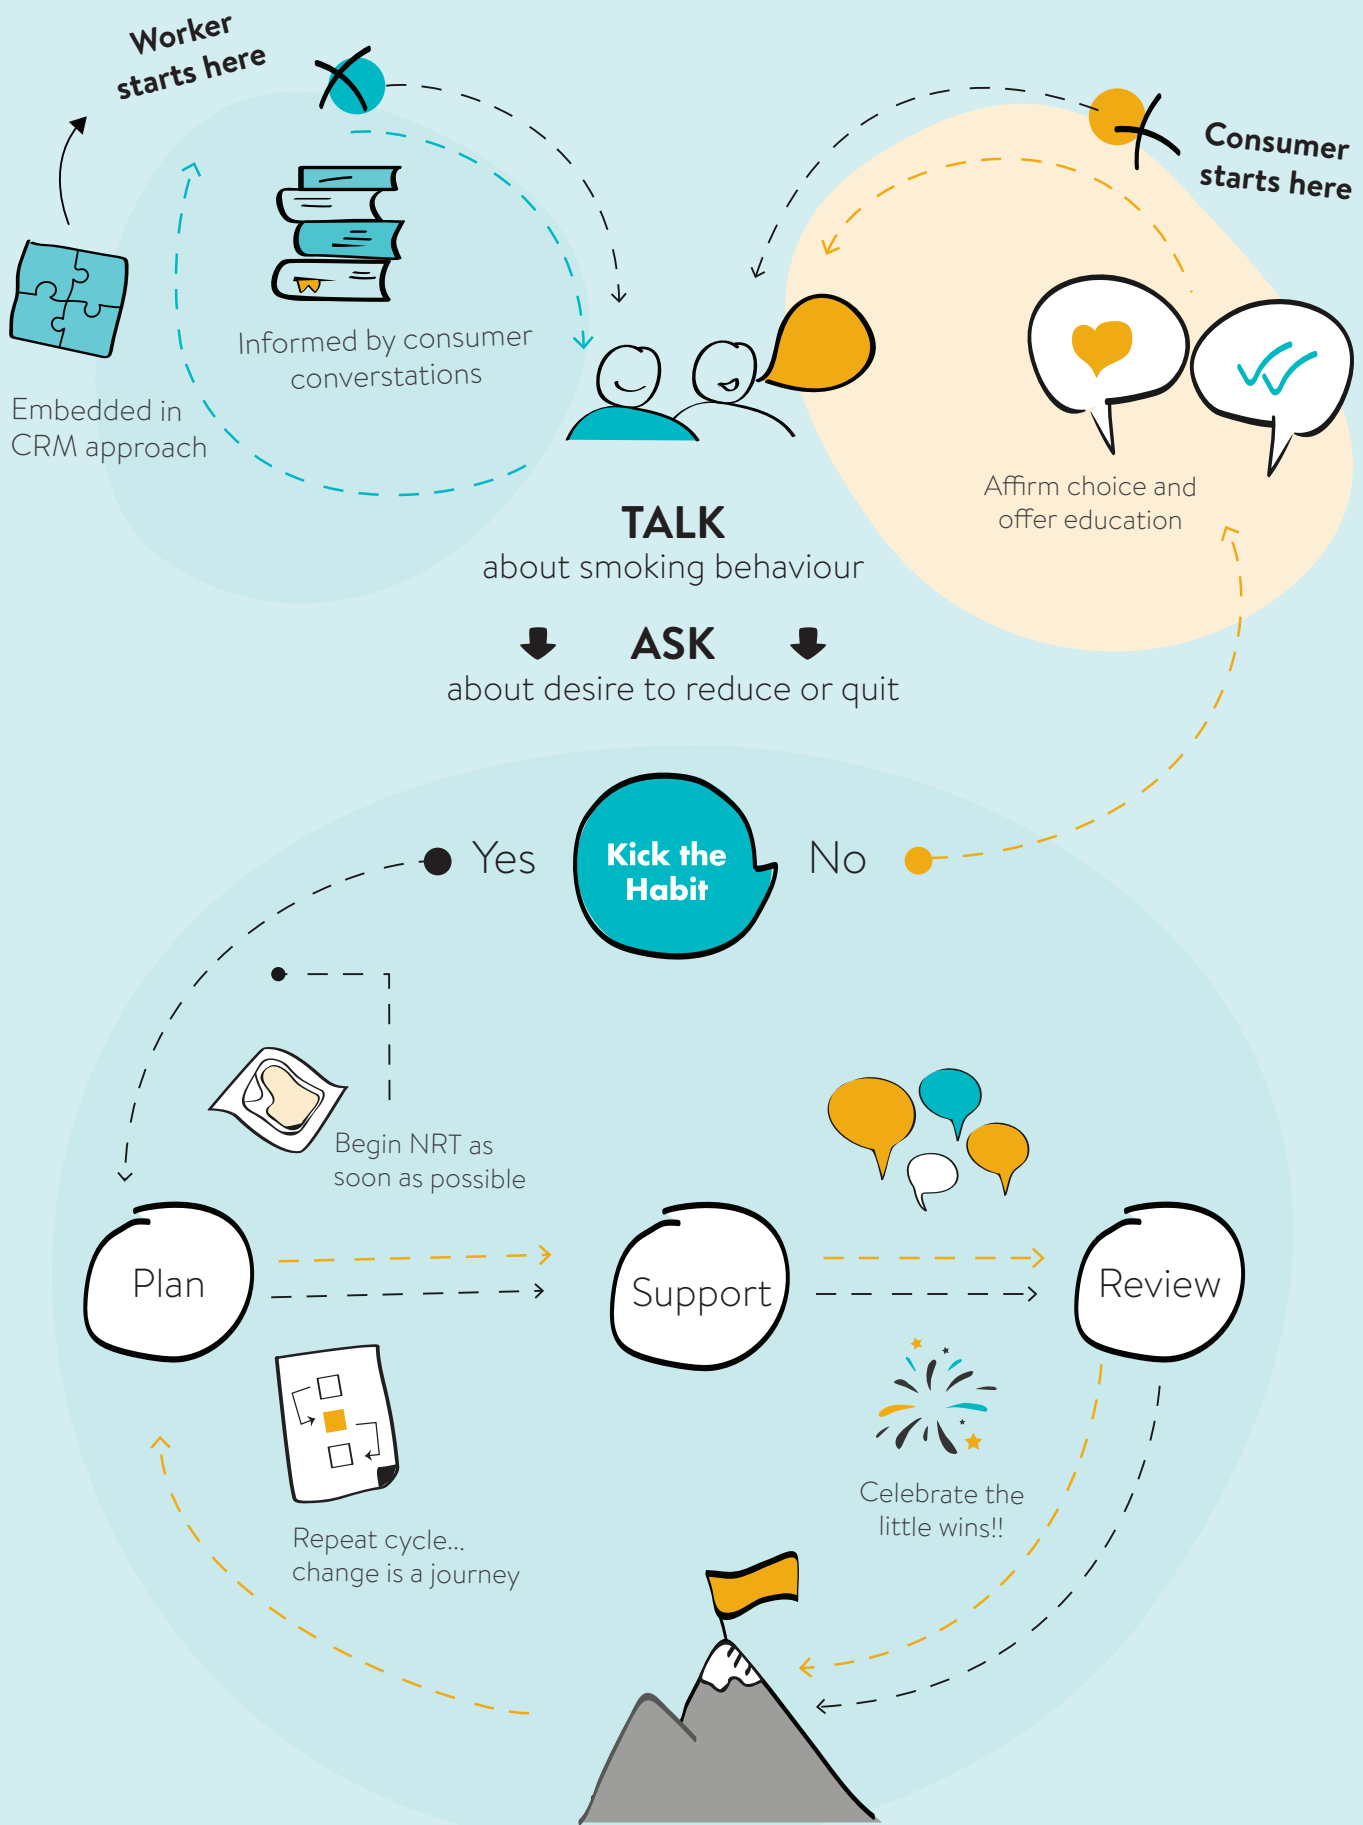 Worker
starts here
Consumer
starts here
Informed by consumer
converstations
Embedded in
CRM approach
Affirm choice and
offer education
TALK
about smoking behaviour
ASK
about desire to reduce or quit
Yes
Kick the
Habit
No
Begin NRT as
soon as possible
Plan
Support
Review
Repeat cycle...
change is a journey
Celebrate the
little wins!!